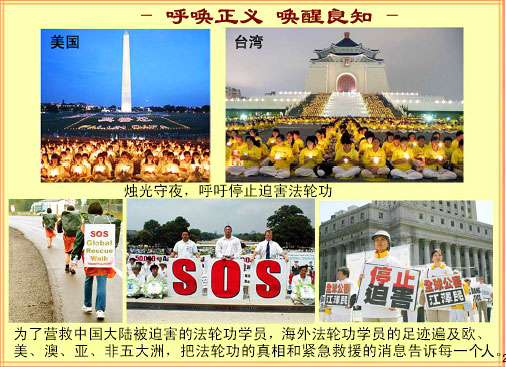 - 呼唤正义 唤醒良知 -
美国
台湾
烛光守夜，呼吁停止迫害法轮功
SOS
Global
Rescue
Walk
SOS
停止
迫害
全球公審
江澤民
全球公審
江澤民
为了营救中国大陆被迫害的法轮功学员，海外法轮功学员的足迹遍及欧、
美、澳、亚、非五大洲，把法轮功的真相和紧急救援的消息告诉每一个人。
2